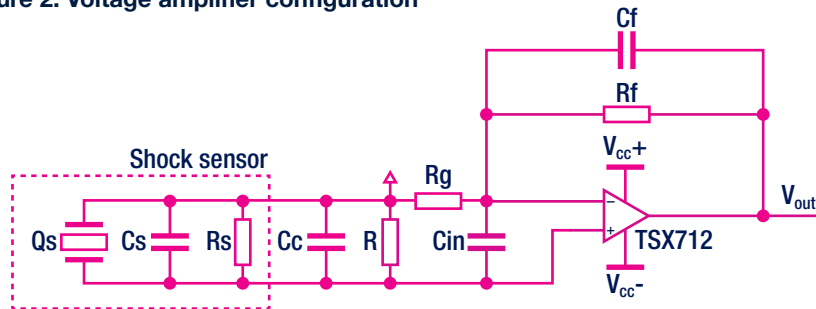 ure 2. Voltage amplifier configuration
Cf
Rf
Shock sensor
Vcc+
Rg
Vout
Qs
Cs
Rs
Cc
R
Cin
−
+
TSX712
Vcc-